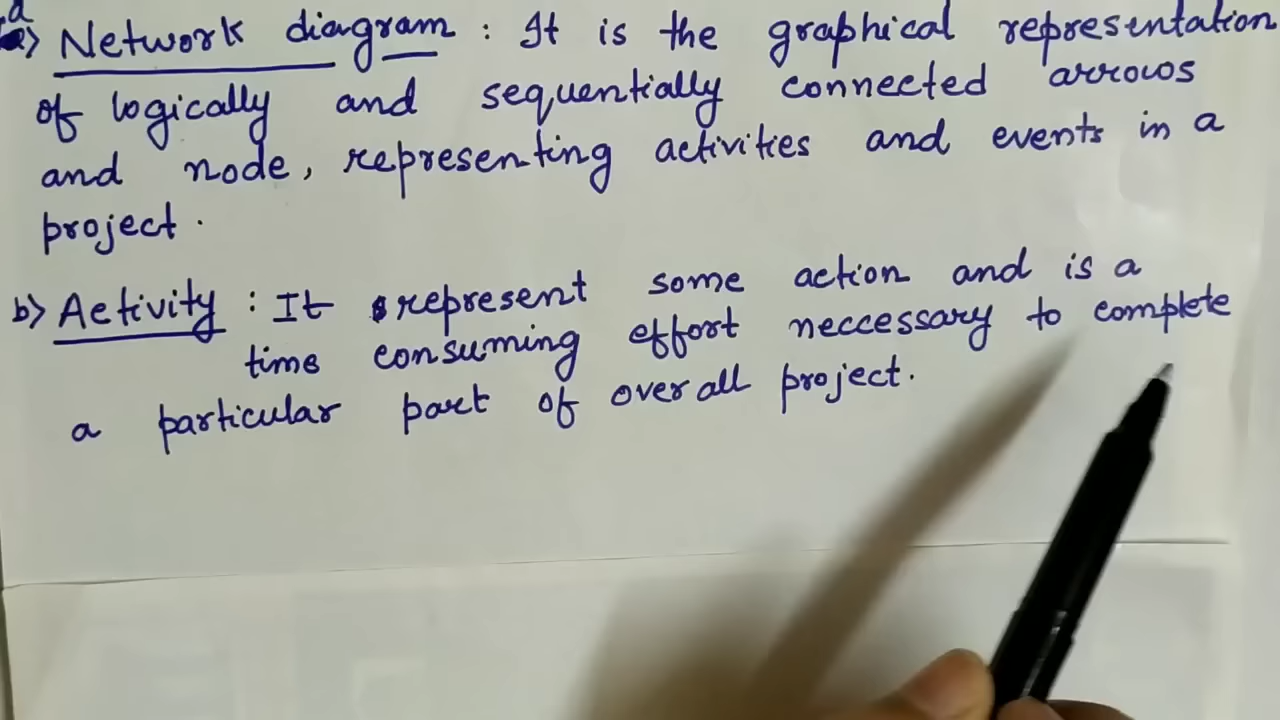 a) Network diagram : It is the graphical representation
of logically and sequentially connected arrows
and node, representing activities and events in a
project.
b) Activity : It represent some action and is a
time consuming effort neccessary to complete
a particular part of over all project.